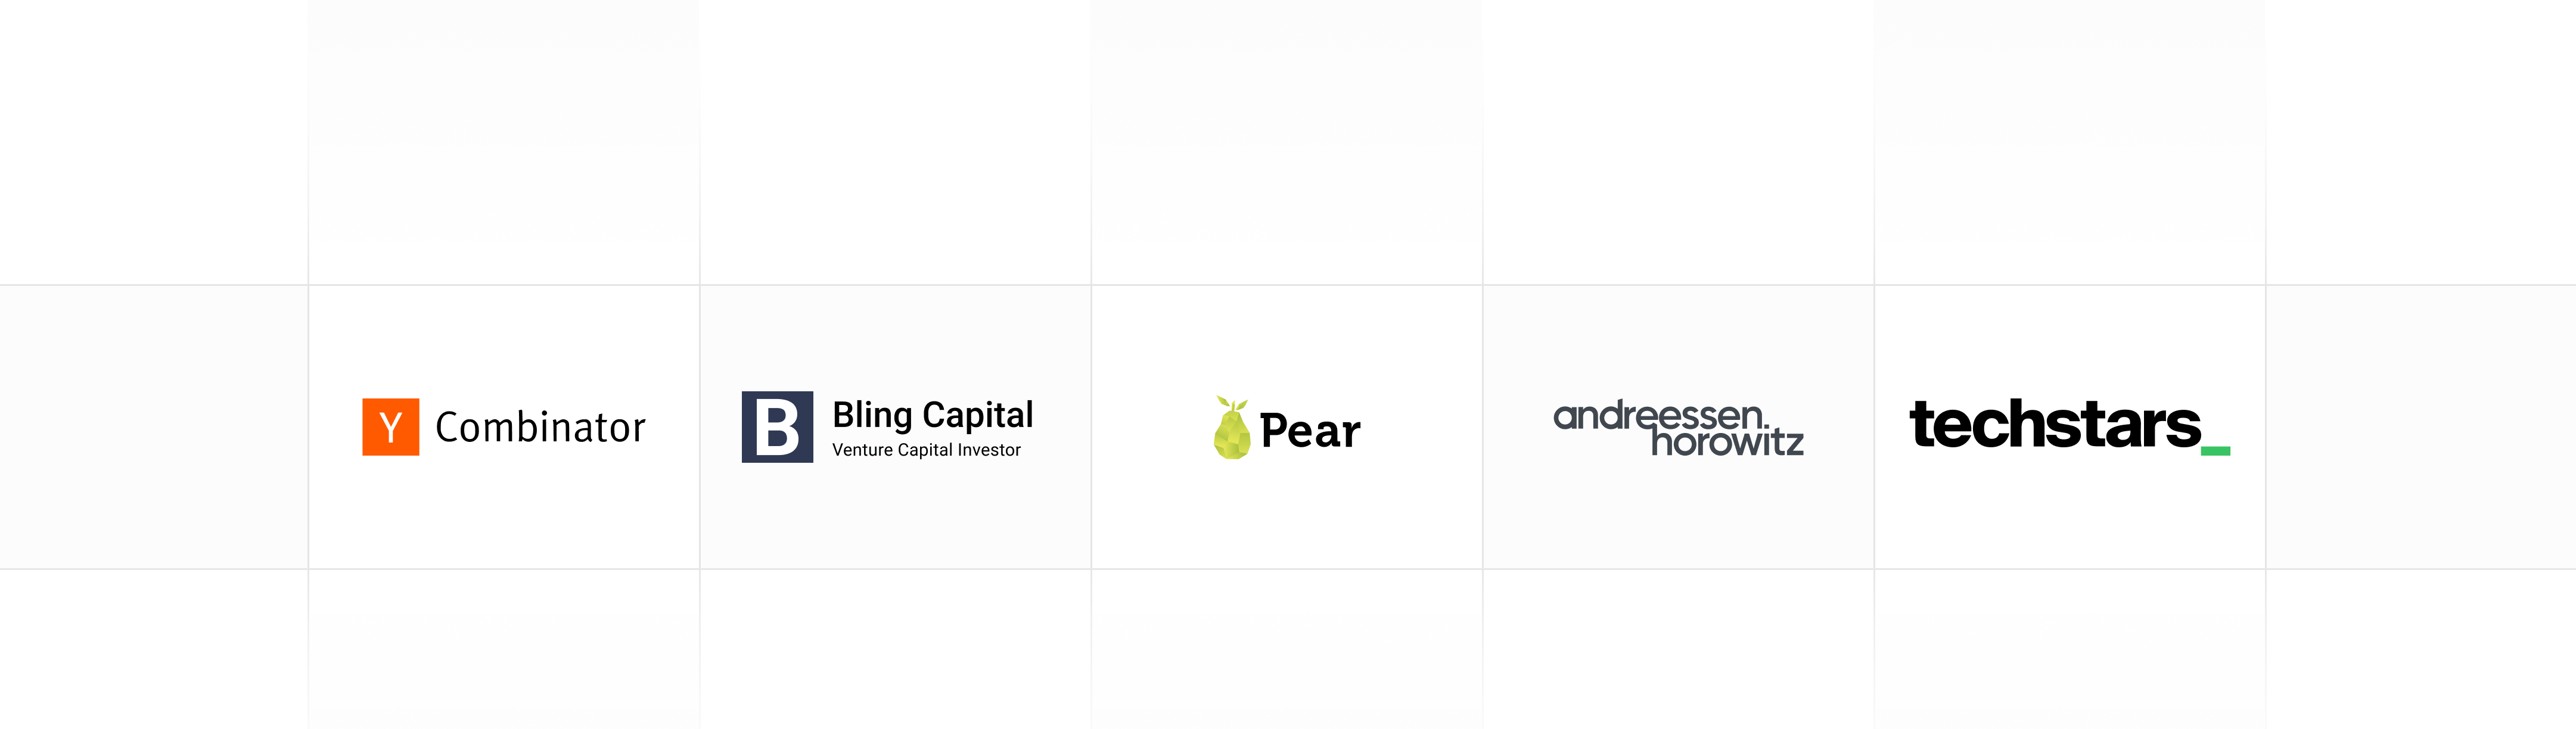 Y Combinator
B
Bling Capital
Venture Capital Investor
Pear
andreessen.
horowitz
techstars_